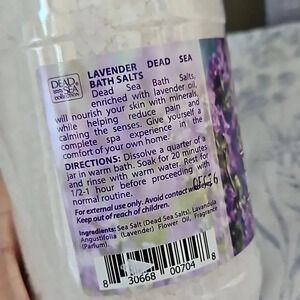 DEAD
SEA
collection
LAVENDER DEAD SEA
BATH SALTS
Dead Sea Bath Salts,
enriched with lavender oil,
will nourish your skin with minerals,
while helping reduce pain and
calming the senses. Give yourself a
complete spa experience in the
comfort of your own home.
DIRECTIONS: Dissolve a quarter of a
jar in warm bath. Soak for 20 minutes
and rinse with warm water. Rest for
1/2-1 hour before proceeding with
normal routine.
For external use only. Avoid contact with eyes.
Keep out of reach of children.
Ingredients: Sea Salt (Dead Sea Salts), Lavandula
Angustifolia (Lavender) Flower Oil, Fragrance
(Parfum).
8 30668 00704 8